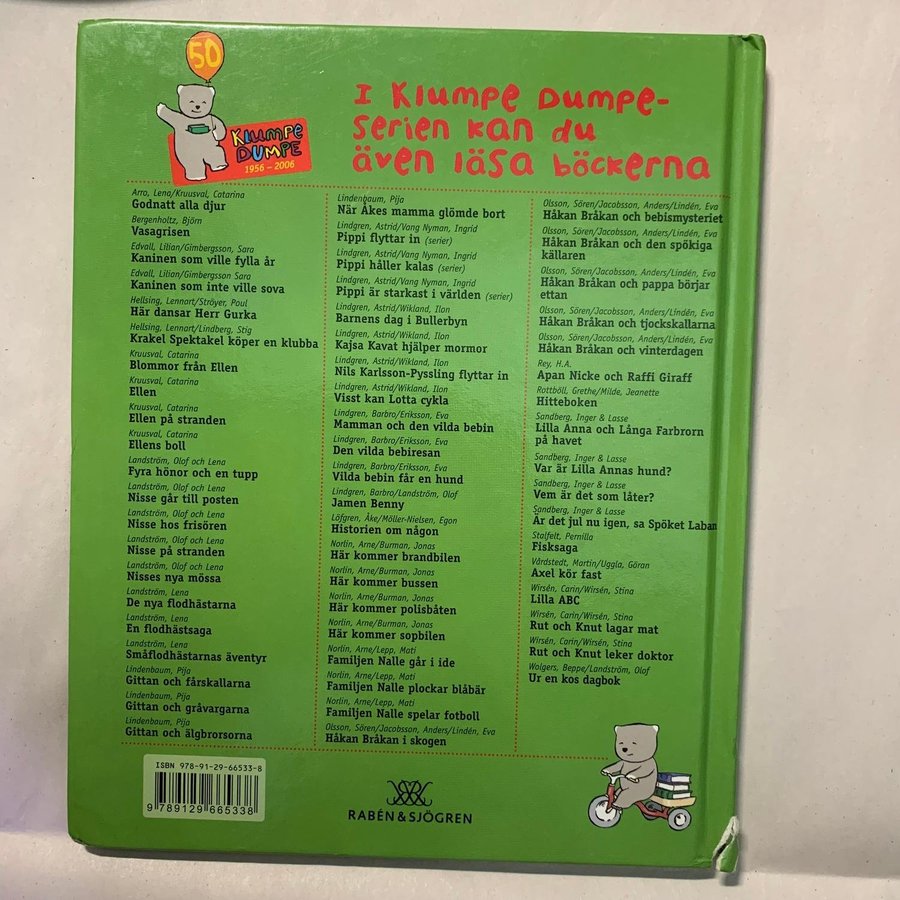 50
KLUMPE
DUMPE
1956 – 2006
I Klumpe Dumpe-
serien kan du
även läsa böckerna
Arro, Lena/Kruusval, Catarina
Godnatt alla djur
Bergenholtz, Björn
Vasagrisen
Edvall, Lilian/Gimbergsson, Sara
Kaninen som ville fylla år
Edvall, Lilian/Gimbergsson Sara
Kaninen som inte ville sova
Hellsing, Lennart/Ströyer, Poul
Här dansar Herr Gurka
Hellsing, Lennart/Lindberg, Stig
Krakel Spektakel köper en klubba
Kruusval, Catarina
Blommor från Ellen
Kruusval, Catarina
Ellen
Kruusval, Catarina
Ellen på stranden
Kruusval, Catarina
Ellens boll
Landström, Olof och Lena
Fyra hönor och en tupp
Landström, Olof och Lena
Nisse går till posten
Landström, Olof och Lena
Nisse hos frisören
Landström, Olof och Lena
Nisse på stranden
Landström, Olof och Lena
Nisses nya mössa
Landström, Lena
De nya flodhästarna
Landström, Lena
En flodhästsaga
Landström, Lena
Småflodhästarnas äventyr
Lindenbaum, Pija
Gittan och fårskallarna
Lindenbaum, Pija
Gittan och gråvargarna
Lindenbaum, Pija
Gittan och älgbrorsorna
Lindenbaum, Pija
När Åkes mamma glömde bort
Lindgren, Astrid/Vang Nyman, Ingrid
Pippi flyttar in (serier)
Lindgren, Astrid/Vang Nyman, Ingrid
Pippi håller kalas (serier)
Lindgren, Astrid/Vang Nyman, Ingrid
Pippi är starkast i världen (serier)
Lindgren, Astrid/Wikland, Ilon
Barnens dag i Bullerbyn
Lindgren, Astrid/Wikland, Ilon
Kajsa Kavat hjälper mormor
Lindgren, Astrid/Wikland, Ilon
Nils Karlsson-Pyssling flyttar in
Lindgren, Astrid/Wikland, Ilon
Visst kan Lotta cykla
Lindgren, Barbro/Eriksson, Eva
Mamman och den vilda bebin
Lindgren, Barbro/Eriksson, Eva
Den vilda bebiresan
Lindgren, Barbro/Eriksson, Eva
Vilda bebin får en hund
Lindgren, Barbro/Landström, Olof
Jamen Benny
Löfgren, Åke/Möller-Nielsen, Egon
Historien om någon
Norlin, Arne/Burman, Jonas
Här kommer brandbilen
Norlin, Arne/Burman, Jonas
Här kommer bussen
Norlin, Arne/Burman, Jonas
Här kommer polisbåten
Norlin, Arne/Burman, Jonas
Här kommer sopbilen
Norlin, Arne/Lepp, Mati
Familjen Nalle går i ide
Norlin, Arne/Lepp, Mati
Familjen Nalle plockar blåbär
Norlin, Arne/Lepp, Mati
Familjen Nalle spelar fotboll
Olsson, Sören/Jacobsson, Anders/Lindén, Eva
Håkan Bråkan i skogen
Olsson, Sören/Jacobsson, Anders/Lindén, Eva
Håkan Bråkan och bebismysteriet
Olsson, Sören/Jacobsson, Anders/Lindén, Eva
Håkan Bråkan och den spökiga
källaren
Olsson, Sören/Jacobsson, Anders/Lindén, Eva
Håkan Bråkan och pappa börjar
ettan
Olsson, Sören/Jacobsson, Anders/Lindén, Eva
Håkan Bråkan och tjockskallarna
Olsson, Sören/Jacobsson, Anders/Lindén, Eva
Håkan Bråkan och vinterdagen
Rey, H.A.
Apan Nicke och Raffi Giraff
Rottböll, Grethe/Milde, Jeanette
Hitteboken
Sandberg, Inger & Lasse
Lilla Anna och Långa Farbrorn
på havet
Sandberg, Inger & Lasse
Var är Lilla Annas hund?
Sandberg, Inger & Lasse
Vem är det som låter?
Sandberg, Inger & Lasse
Är det jul nu igen, sa Spöket Laban
Stalfelt, Pernilla
Fisksaga
Vårdstedt, Martin/Uggla, Göran
Axel kör fast
Wirsén, Carin/Wirsén, Stina
Lilla ABC
Wirsén, Carin/Wirsén, Stina
Rut och Knut lagar mat
Wirsén, Carin/Wirsén, Stina
Rut och Knut leker doktor
Wolgers, Beppe/Landström, Olof
Ur en kos dagbok
ISBN 978-91-29-66533-8
9 789129 665338
RABÉN & SJÖGREN